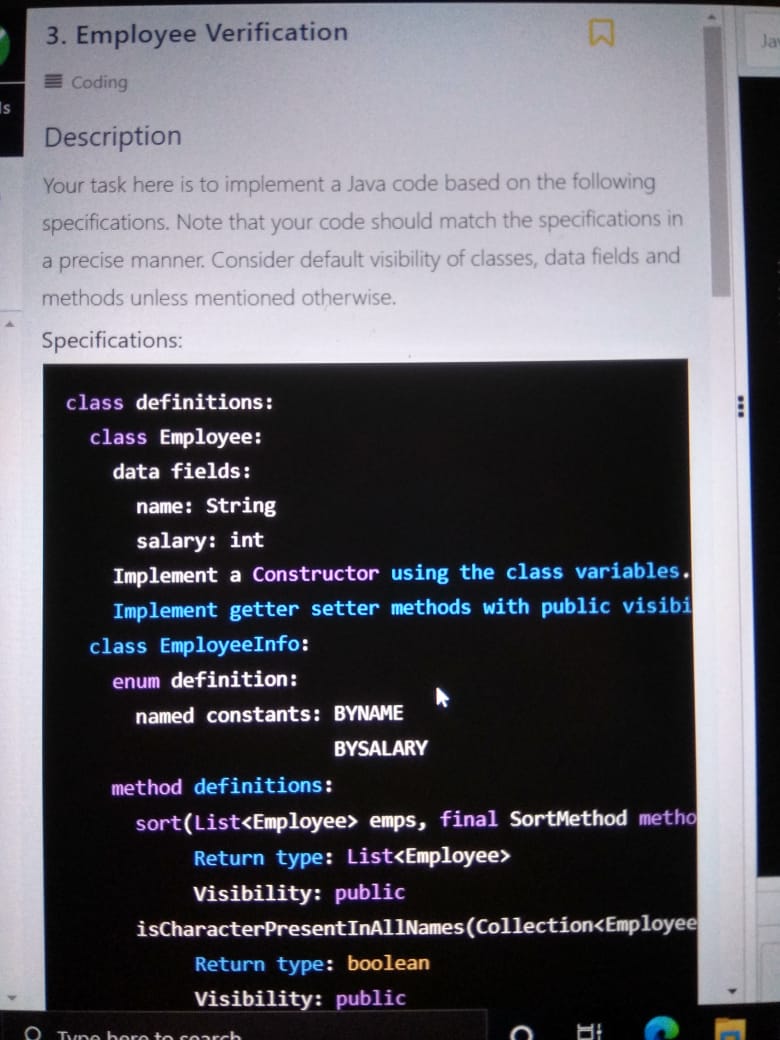 3. Employee Verification
Coding
Description
Your task here is to implement a Java code based on the following
specifications. Note that your code should match the specifications in
a precise manner. Consider default visibility of classes, data fields and
methods unless mentioned otherwise.
Specifications:
class definitions:
class Employee:
data fields:
name: String
salary: int
Implement a Constructor using the class variables.
Implement getter setter methods with public visibi
class EmployeeInfo:
enum definition:
named constants: BYNAME
BYSALARY
method definitions:
sort(List<Employee> emps, final SortMethod metho
Return type: List<Employee>
Visibility: public
isCharacterPresentInAllNames(Collection<Employee
Return type: boolean
Visibility: public
Type here to search
ls
Ja